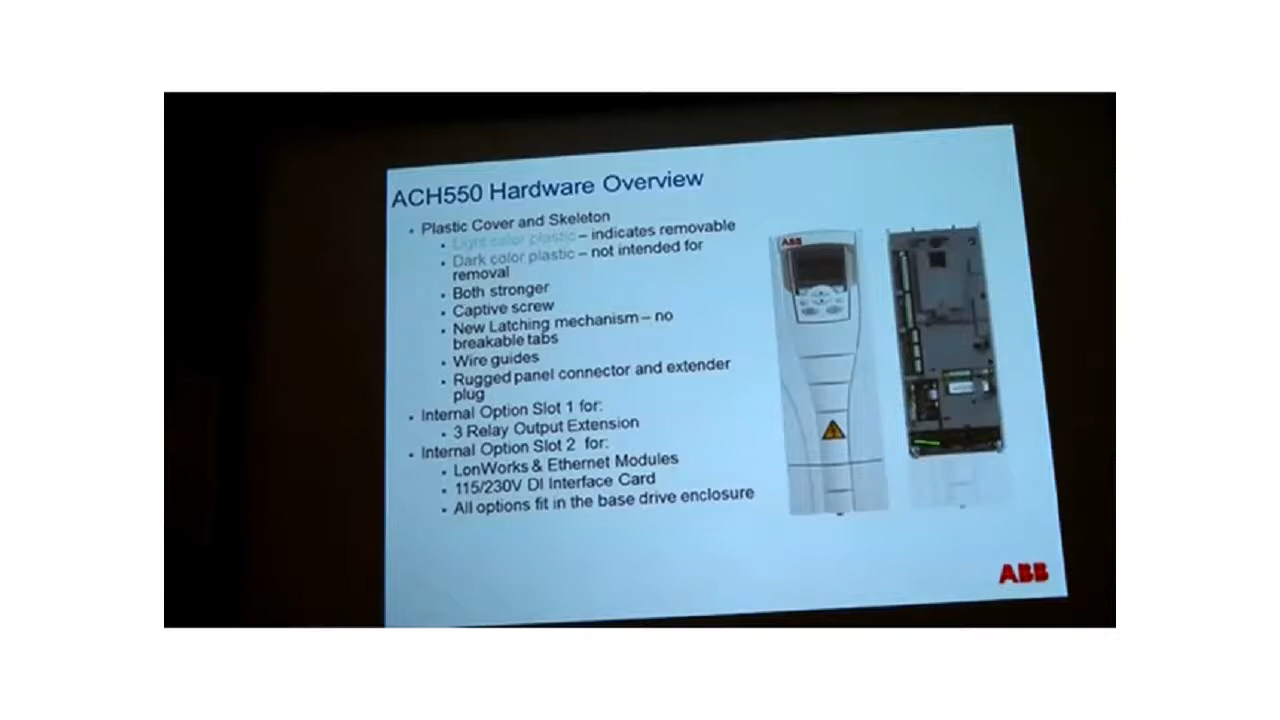 ACH550 Hardware Overview
Plastic Cover and Skeleton
Light color plastic – indicates removable
Dark color plastic – not intended for
removal
Both stronger
Captive screw
New Latching mechanism – no
breakable tabs
Wire guides
Rugged panel connector and extender
plug
Internal Option Slot 1 for:
3 Relay Output Extension
Internal Option Slot 2 for:
LonWorks & Ethernet Modules
115/230V DI Interface Card
All options fit in the base drive enclosure
ABB
ABB